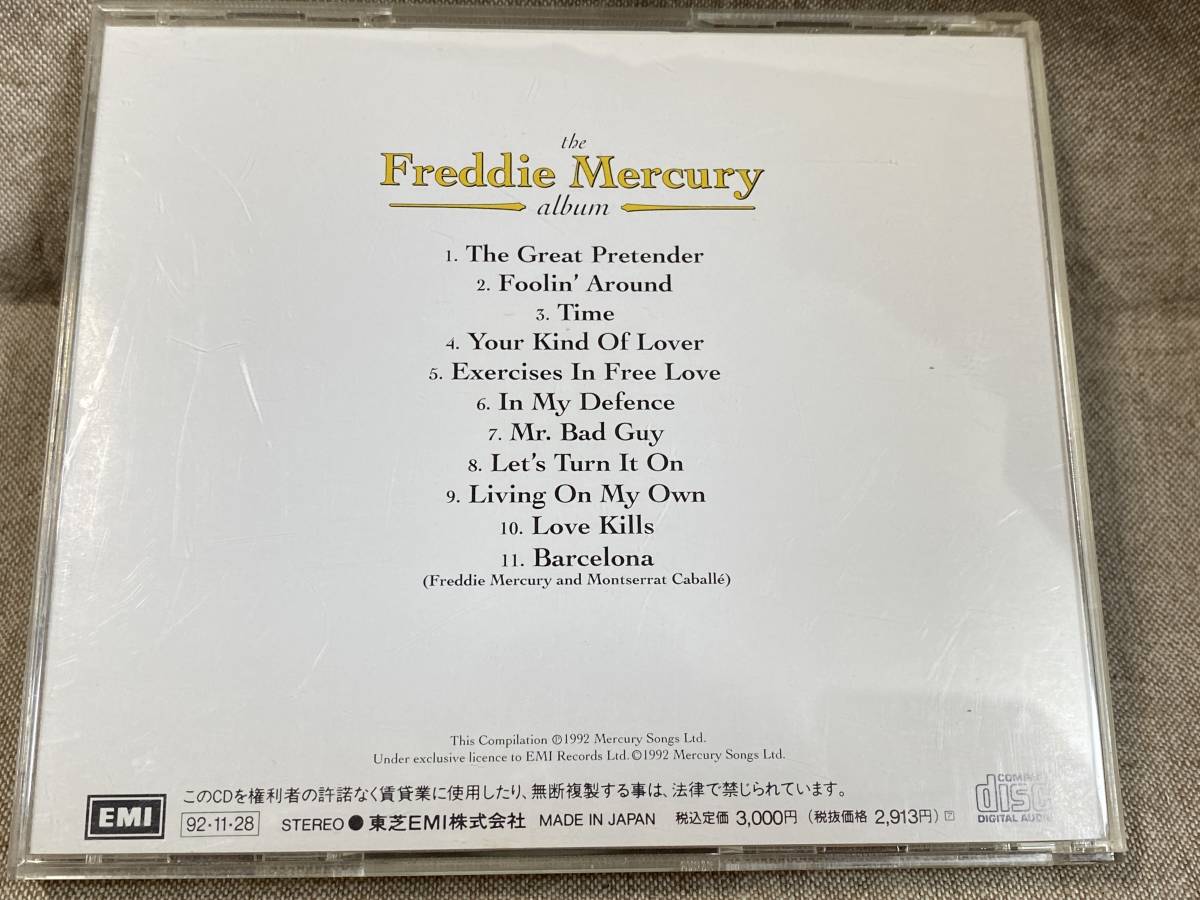 the
Freddie Mercury
album
1. The Great Pretender
2. Foolin' Around
3. Time
4. Your Kind Of Lover
5. Exercises In Free Love
6. In My Defence
7. Mr. Bad Guy
8. Let's Turn It On
9. Living On My Own
10. Love Kills
11. Barcelona
(Freddie Mercury and Montserrat Caballé)
This Compilation ℗1992 Mercury Songs Ltd.
Under exclusive licence to EMI Records Ltd.©1992 Mercury Songs Ltd.
このCDを権利者の許諾なく賃貸業に使用したり、無断複製する事は、法律で禁じられています。
EMI 92·11·28 STEREO ● 東芝EMI株式会社 MADE IN JAPAN 税込定価 3,000円 (税抜価格 2,913円)
disc
DIGITAL